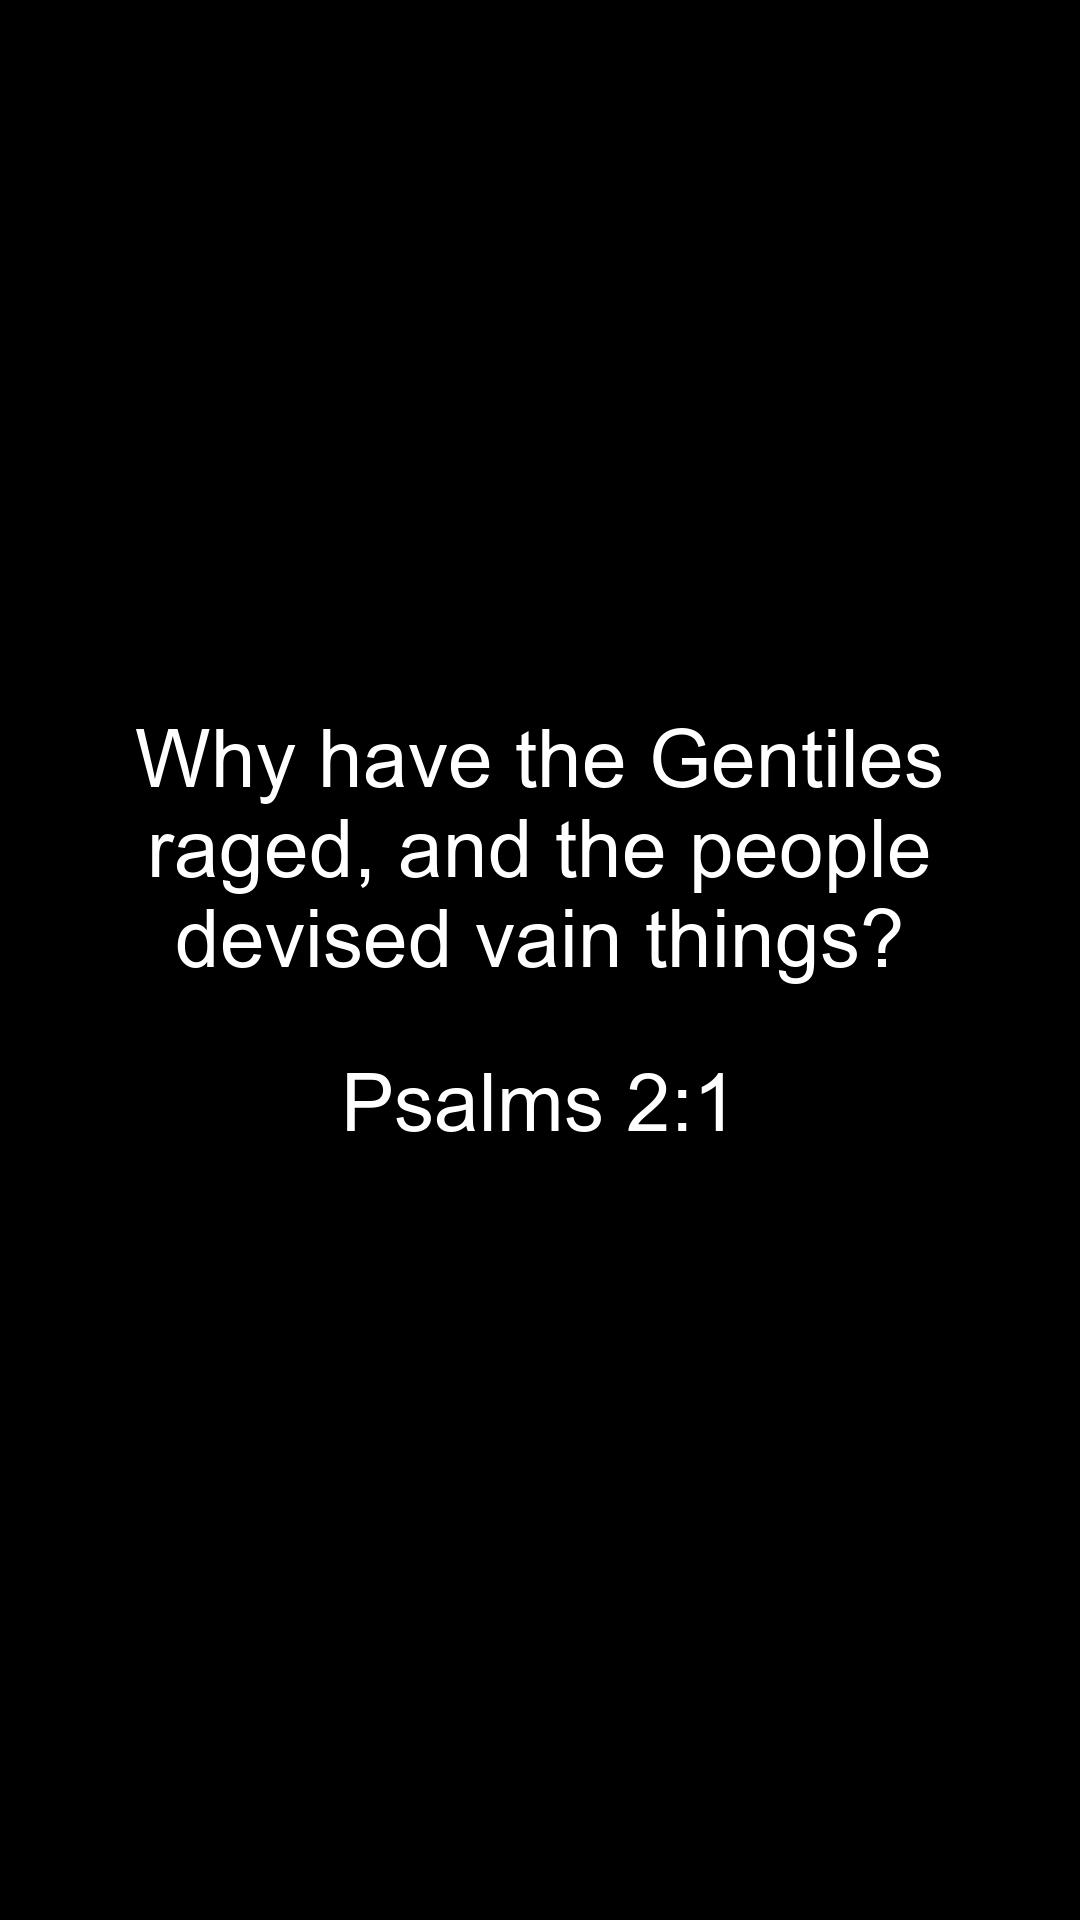 Why have the Gentiles
raged, and the people
devised vain things?
Psalms 2:1